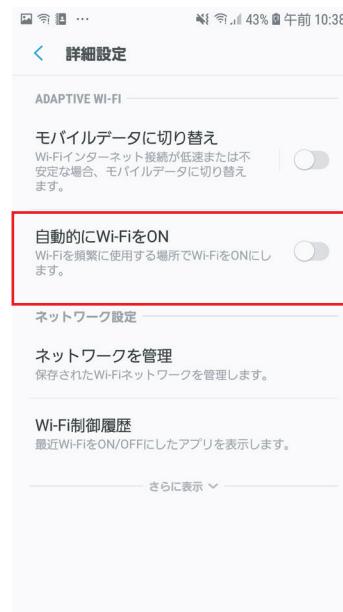 43% 午前 10:38
詳細設定
ADAPTIVE WI-FI
モバイルデータに切り替え
Wi-Fiインターネット接続が低速または不
安定な場合、モバイルデータに切り替え
ます。
自動的にWi-FiをON
Wi-Fiを頻繁に使用する場所でWi-FiをONにし
ます。
ネットワーク設定
ネットワークを管理
保存されたWi-Fiネットワークを管理します。
Wi-Fi制御履歴
最近Wi-FiをON/OFFにしたアプリを表示します。
さらに表示